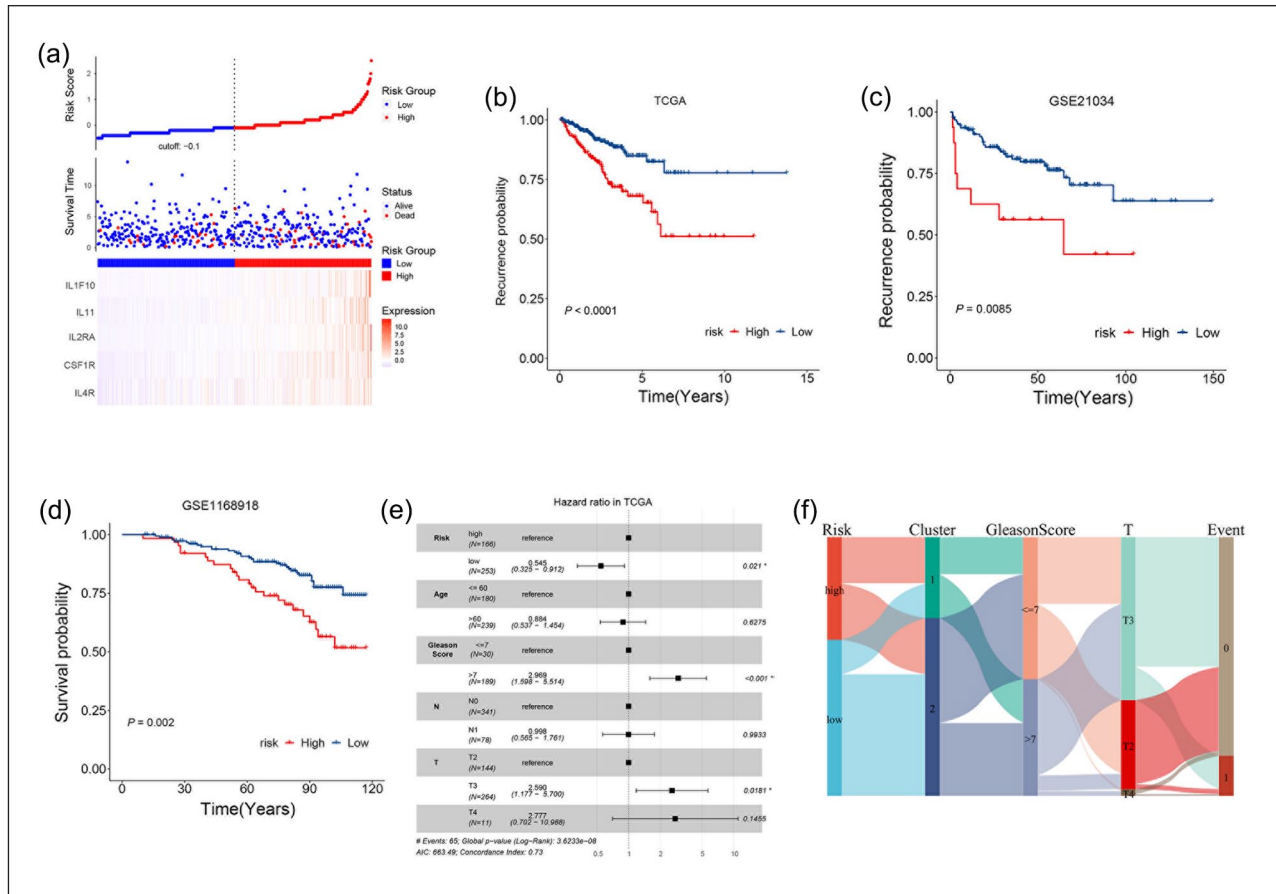 (a)
Risk Score
2
1
0
cutoff: −0.1
Risk Group
Low
High
Survival Time
10
5
0
Status
Alive
Dead
Risk Group
Low
High
IL1F10
IL11
IL2RA
CSF1R
IL4R
Expression
10.0
7.5
5.0
2.5
0.0
(b)
TCGA
Recurrence probability
1.00
0.75
0.50
0.25
0.00
P < 0.0001
risk High Low
0 5 10 15
Time(Years)
(c)
GSE21034
Recurrence probability
1.00
0.75
0.50
0.25
0.00
P = 0.0085
risk High Low
0 50 100 150
Time(Years)
(d)
GSE1168918
Survival probability
1.00
0.75
0.50
0.25
0.00
P = 0.002
risk High Low
0 30 60 90 120
Time(Years)
(e)
Hazard ratio in TCGA
Risk high (N=166) reference
low (N=253) 0.545 (0.325 − 0.912) 0.021 *
Age <= 60 (N=180) reference
>60 (N=239) 0.884 (0.537 − 1.454) 0.6275
Gleason Score <=7 (N=30) reference
>7 (N=189) 2.969 (1.598 − 5.514) <0.001 *
N N0 (N=341) reference
N1 (N=78) 0.998 (0.565 − 1.761) 0.9933
T T2 (N=144) reference
T3 (N=264) 2.590 (1.177 − 5.700) 0.0181 *
T4 (N=11) 2.777 (0.702 − 10.988) 0.1455
# Events: 65; Global p−value (Log−Rank): 3.6233e−08
AIC: 663.49; Concordance Index: 0.73
0.5 1 2 5 10
(f)
Risk Cluster GleasonScore T Event
high
low
1
2
<=7
>7
T3
T2
T4
0
1